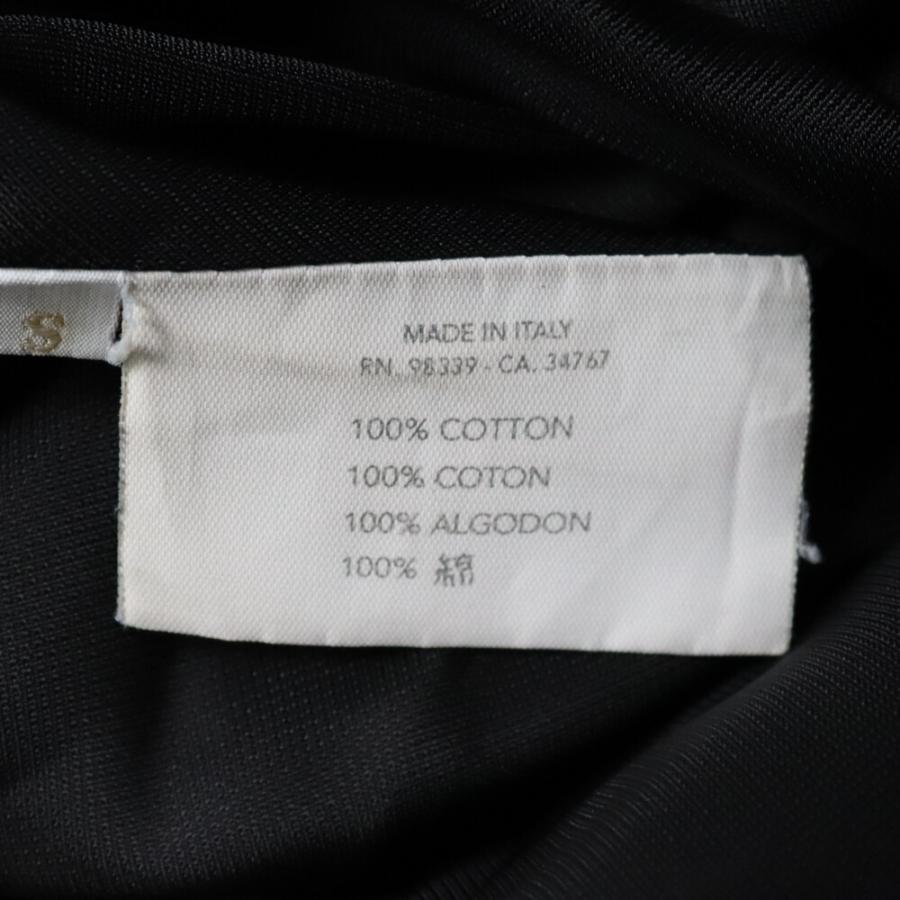 S
MADE IN ITALY
RN. 98339 - CA. 34767
100% COTTON
100% COTON
100% ALGODON
100% 綿